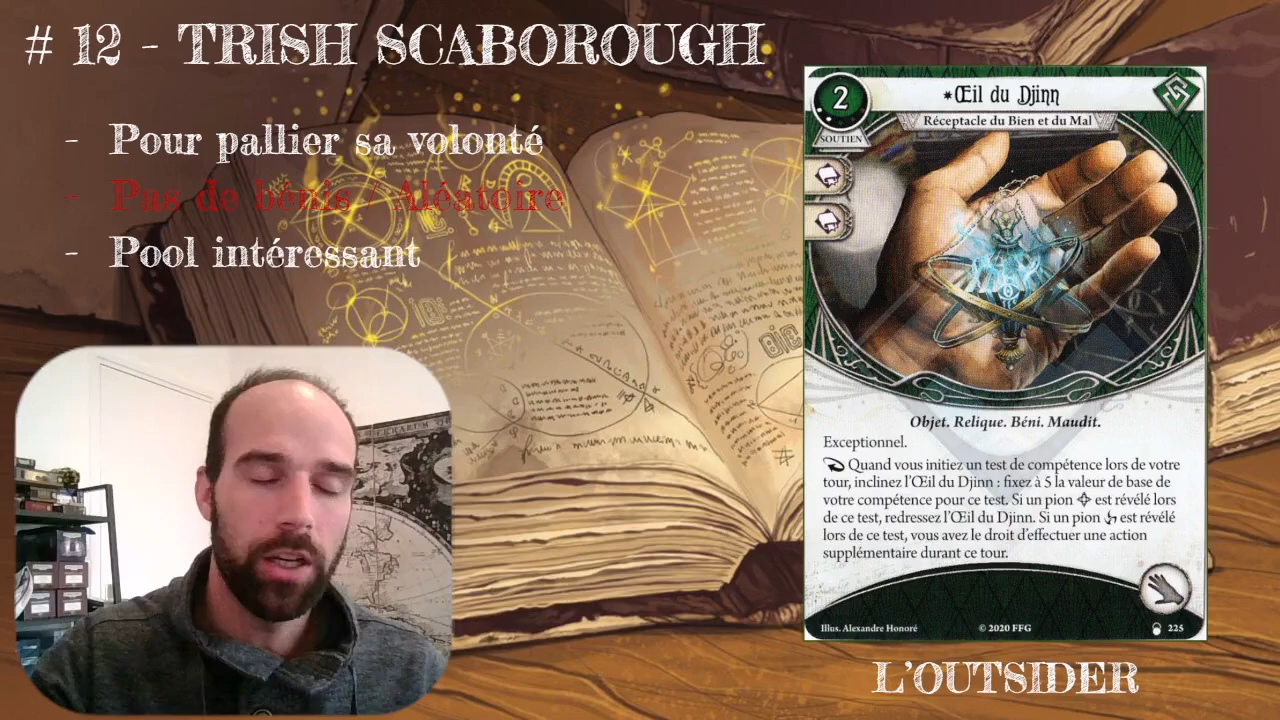 # 12 - TRISH SCABOROUGH
- Pour pallier sa volonté
- Pas de bénis / Aléatoire
- Pool intéressant
2
SOUTIEN
Œil du Djinn
Réceptacle du Bien et du Mal
Objet. Relique. Béni. Maudit.
Exceptionnel.
Quand vous initiez un test de compétence lors de votre
tour, inclinez l'Œil du Djinn : fixez à 5 la valeur de base de
votre compétence pour ce test. Si un pion est révélé lors
de ce test, redressez l'Œil du Djinn. Si un pion est révélé
lors de ce test, vous avez le droit d'effectuer une action
supplémentaire durant ce tour.
Illus. Alexandre Honoré © 2020 FFG 225
L'OUTSIDER